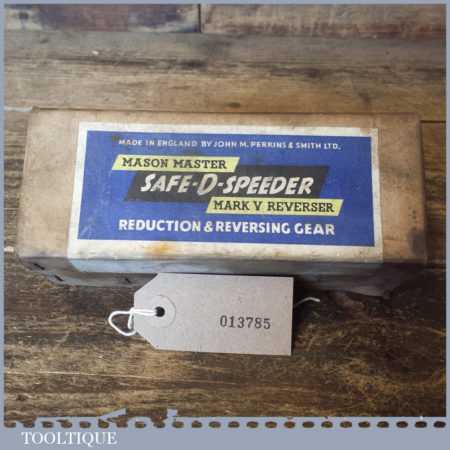 MADE IN ENGLAND BY JOHN M. PERKINS & SMITH LTD.
MASON MASTER
SAFE-D-SPEEDER
MARK V REVERSER
REDUCTION & REVERSING GEAR
013785
TOOLTIQUE